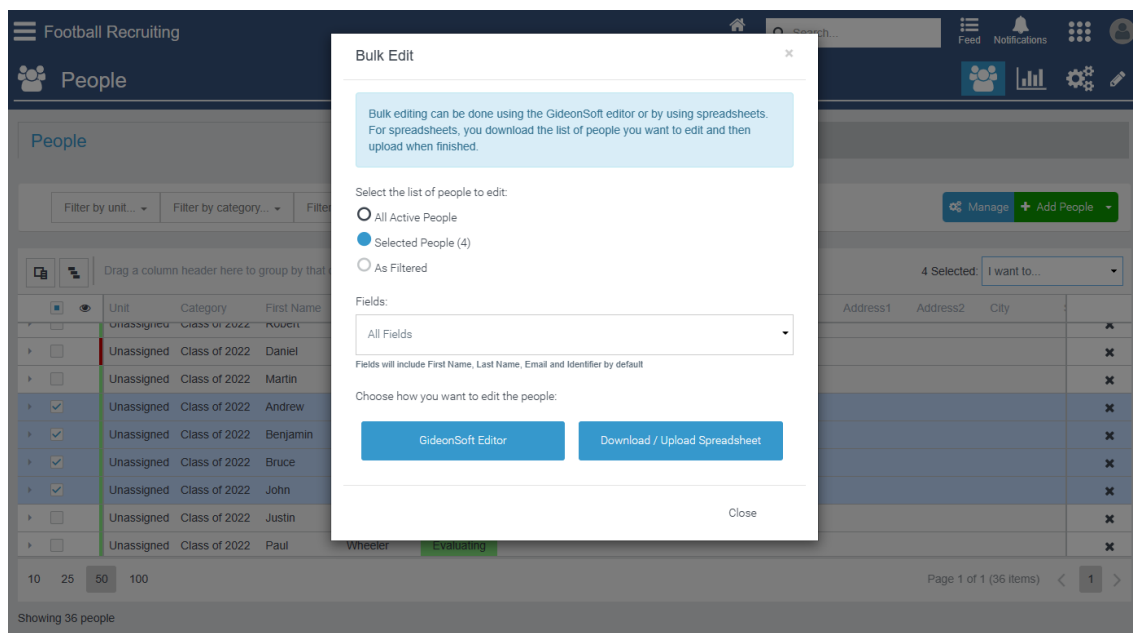 Football Recruiting
Search...
Feed
Notifications
People
People
Filter by unit...
Filter by category...
Filter
Manage
+ Add People
Drag a column header here to group by that
4 Selected:
I want to...
Unit Category First Name Address1 Address2 City
Unassigned Class of 2022 Robert
Unassigned Class of 2022 Daniel
Unassigned Class of 2022 Martin
Unassigned Class of 2022 Andrew
Unassigned Class of 2022 Benjamin
Unassigned Class of 2022 Bruce
Unassigned Class of 2022 John
Unassigned Class of 2022 Justin
Unassigned Class of 2022 Paul Wheeler Evaluating
10 25 50 100
Page 1 of 1 (36 items) < 1 >
Showing 36 people
Bulk Edit ×
Bulk editing can be done using the GideonSoft editor or by using spreadsheets.
For spreadsheets, you download the list of people you want to edit and then
upload when finished.
Select the list of people to edit:
All Active People
Selected People (4)
As Filtered
Fields:
All Fields
Fields will include First Name, Last Name, Email and Identifier by default
Choose how you want to edit the people:
GideonSoft Editor
Download / Upload Spreadsheet
Close